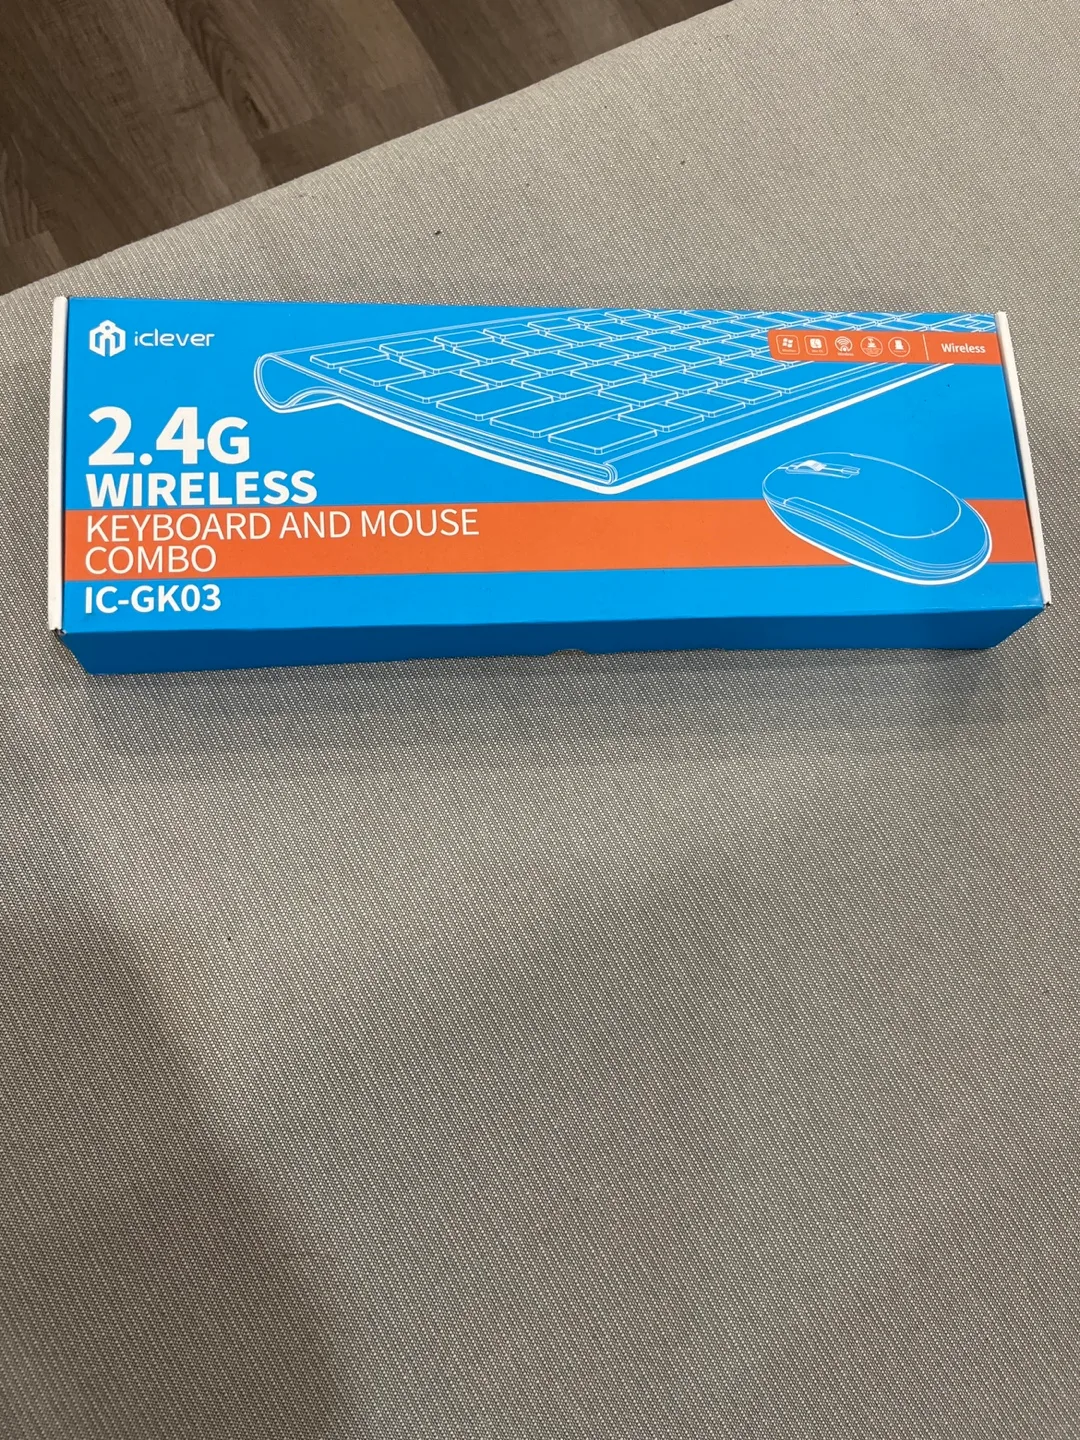 iclever
Wireless
2.4G
WIRELESS
KEYBOARD AND MOUSE
COMBO
IC-GK03